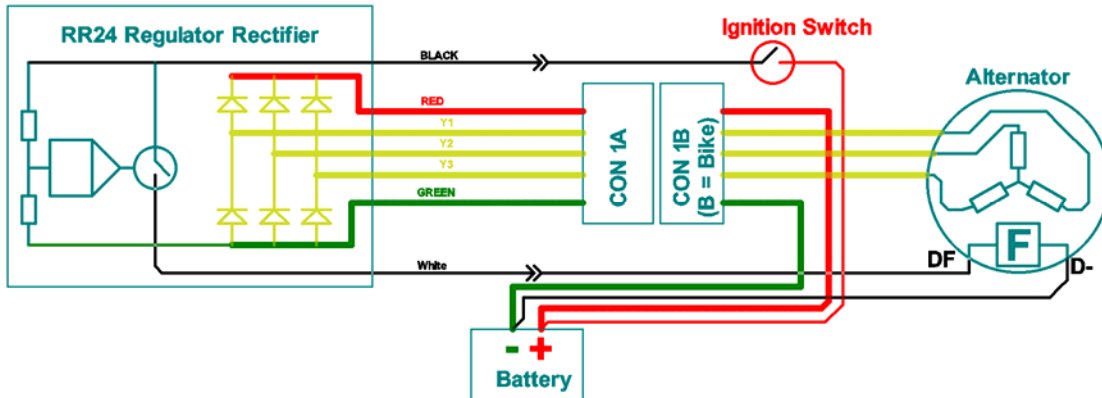 RR24 Regulator Rectifier
Ignition Switch
BLACK
Alternator
RED
Y1
Y2
Y3
GREEN
CON 1A
CON 1B
(B = Bike)
White
DF
F
D-
- +
Battery